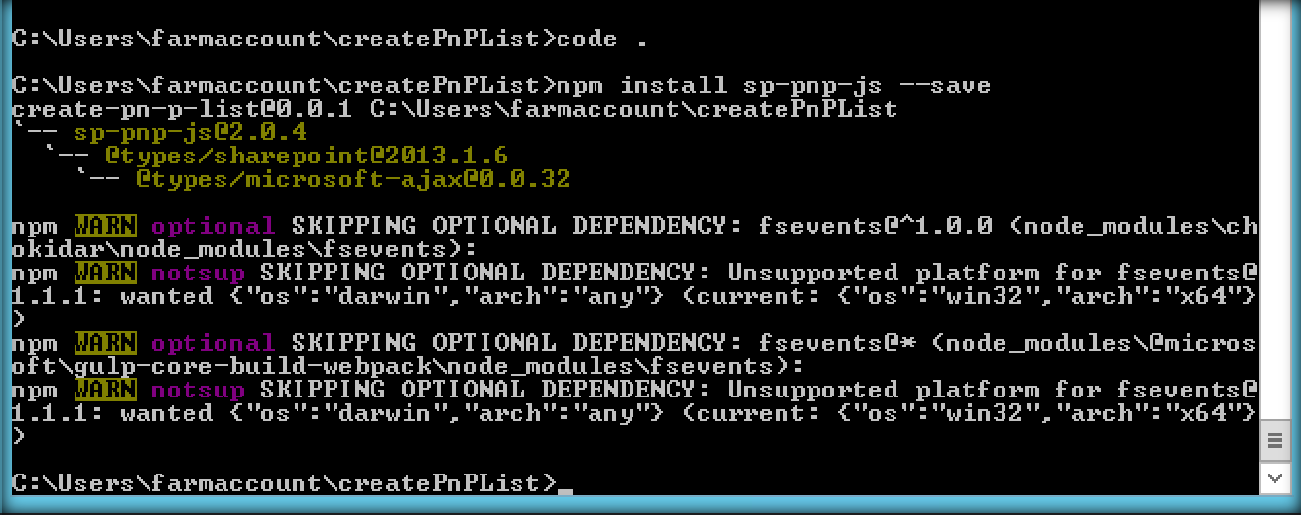 C:\Users\farmaccount\createPnPList>code .
C:\Users\farmaccount\createPnPList>npm install sp-pnp-js --save
create-pn-p-list@0.0.1 C:\Users\farmaccount\createPnPList
`-- sp-pnp-js@2.0.4
`-- @types/sharepoint@2013.1.6
`-- @types/microsoft-ajax@0.0.32
npm WARN optional SKIPPING OPTIONAL DEPENDENCY: fsevents@^1.0.0 (node_modules\ch
okidar\node_modules\fsevents):
npm WARN notsup SKIPPING OPTIONAL DEPENDENCY: Unsupported platform for fsevents@
1.1.1: wanted {"os":"darwin","arch":"any"} (current: {"os":"win32","arch":"x64"}
)
npm WARN optional SKIPPING OPTIONAL DEPENDENCY: fsevents@* (node_modules\@micros
oft\gulp-core-build-webpack\node_modules\fsevents):
npm WARN notsup SKIPPING OPTIONAL DEPENDENCY: Unsupported platform for fsevents@
1.1.1: wanted {"os":"darwin","arch":"any"} (current: {"os":"win32","arch":"x64"}
)
C:\Users\farmaccount\createPnPList>_